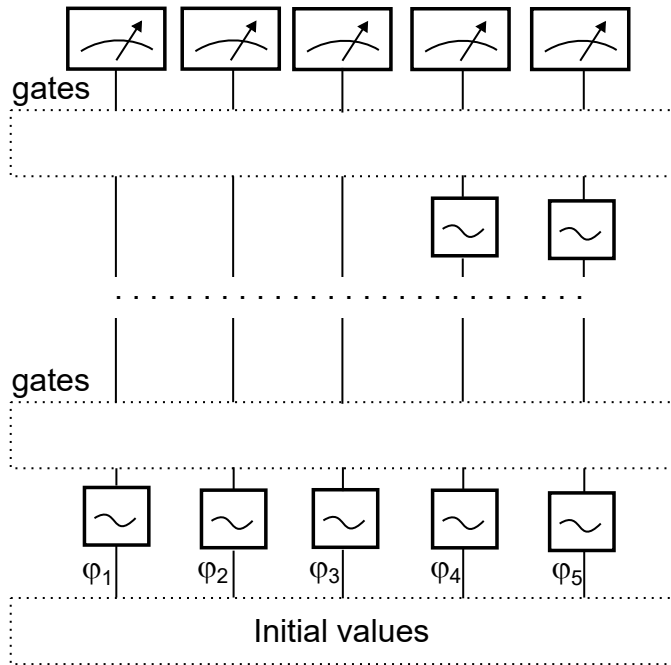 gates
gates
φ1 φ2 φ3 φ4 φ5
Initial values